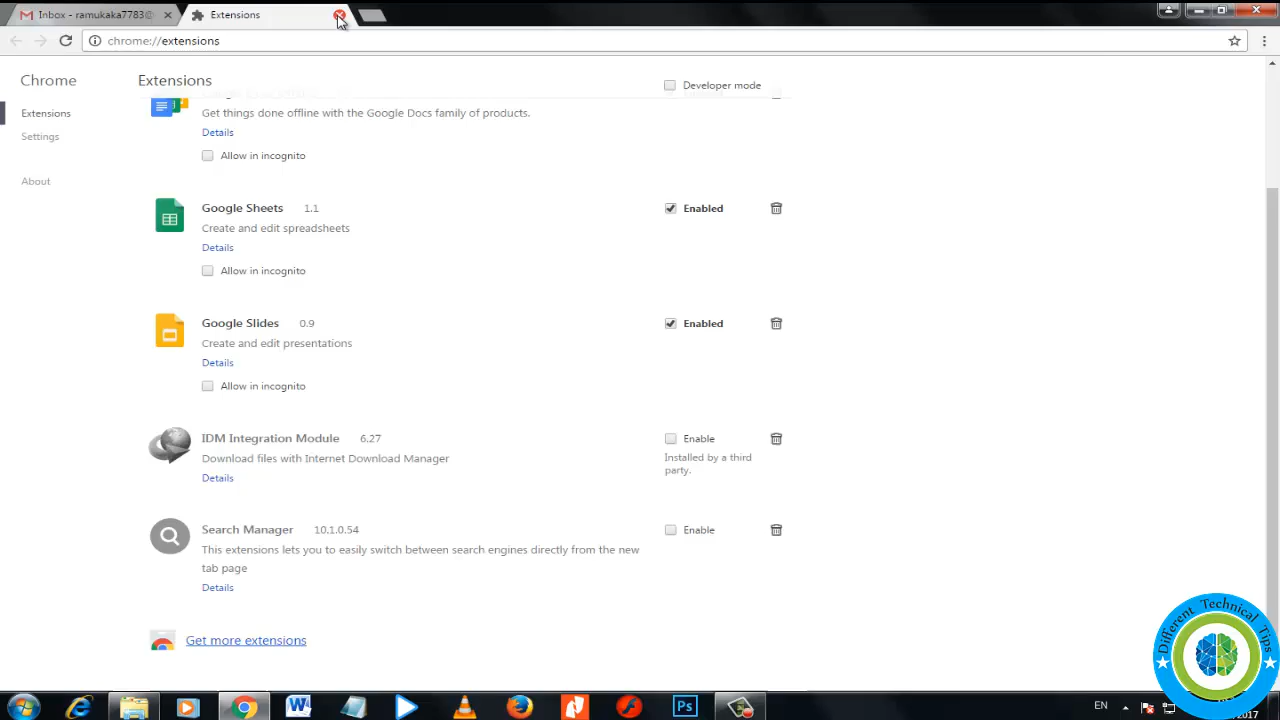 Inbox - ramukaka7783@
Extensions
chrome://extensions
Chrome
Extensions
Developer mode
Extensions
Settings
About
Get things done offline with the Google Docs family of products.
Details
Allow in incognito
Google Sheets 1.1
Enabled
Create and edit spreadsheets
Details
Allow in incognito
Google Slides 0.9
Enabled
Create and edit presentations
Details
Allow in incognito
IDM Integration Module 6.27
Enable
Download files with Internet Download Manager
Installed by a third
party.
Details
Search Manager 10.1.0.54
Enable
This extensions lets you to easily switch between search engines directly from the new
tab page
Details
Get more extensions
Different Technical Tips
W
Ps
EN